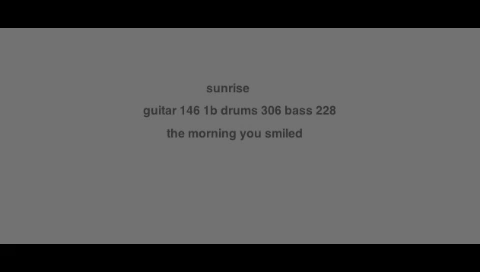 sunrise
guitar 146 1b drums 306 bass 228
the morning you smiled